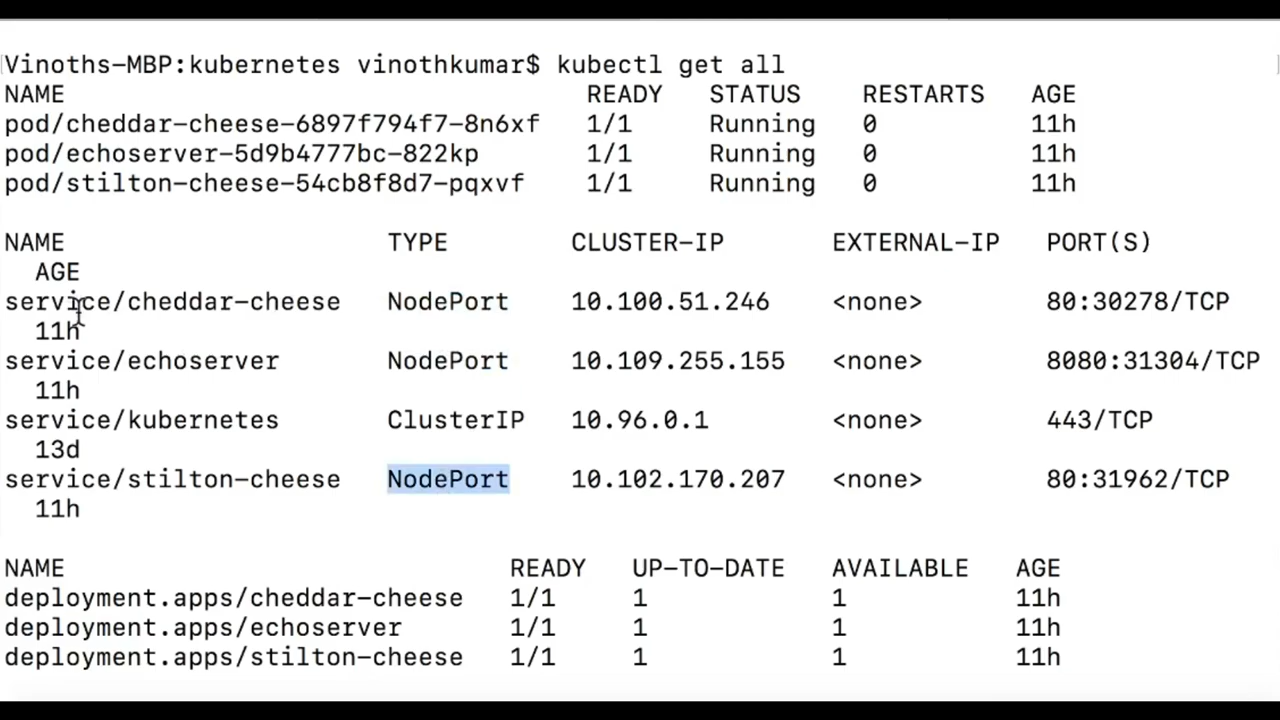 Vinoths-MBP:kubernetes vinothkumar$ kubectl get all
NAME READY STATUS RESTARTS AGE
pod/cheddar-cheese-6897f794f7-8n6xf 1/1 Running 0 11h
pod/echoserver-5d9b4777bc-822kp 1/1 Running 0 11h
pod/stilton-cheese-54cb8f8d7-pqxvf 1/1 Running 0 11h
NAME TYPE CLUSTER-IP EXTERNAL-IP PORT(S)
AGE
service/cheddar-cheese NodePort 10.100.51.246 <none> 80:30278/TCP
11h
service/echoserver NodePort 10.109.255.155 <none> 8080:31304/TCP
11h
service/kubernetes ClusterIP 10.96.0.1 <none> 443/TCP
13d
service/stilton-cheese NodePort 10.102.170.207 <none> 80:31962/TCP
11h
NAME READY UP-TO-DATE AVAILABLE AGE
deployment.apps/cheddar-cheese 1/1 1 1 11h
deployment.apps/echoserver 1/1 1 1 11h
deployment.apps/stilton-cheese 1/1 1 1 11h